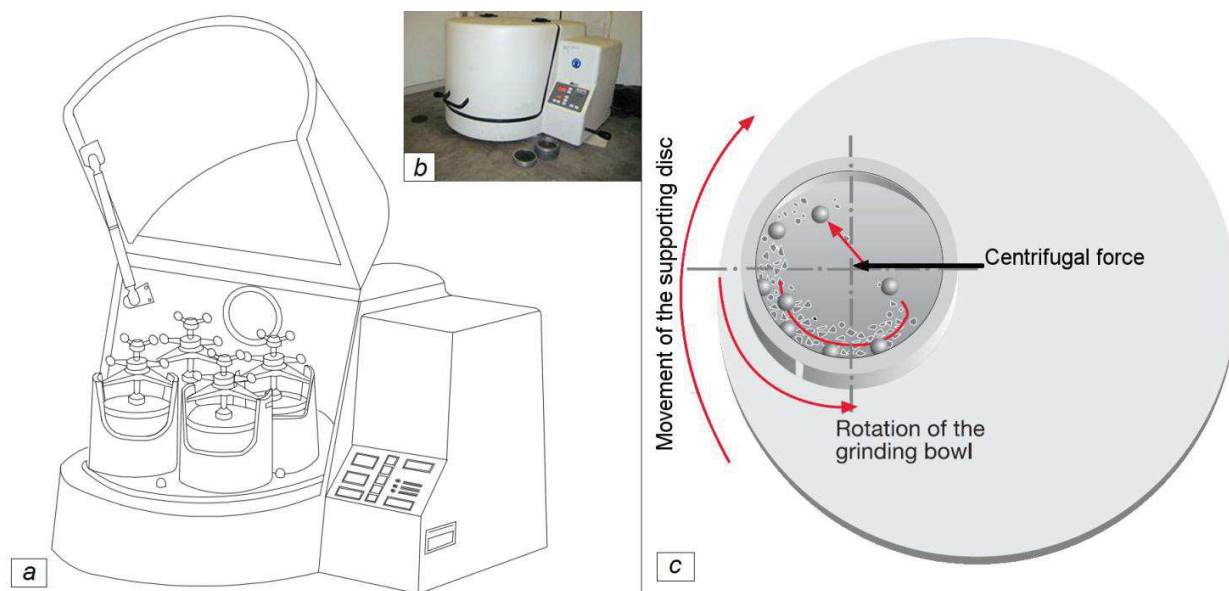 a
b
c
Movement of the supporting disc
Centrifugal force
Rotation of the
grinding bowl